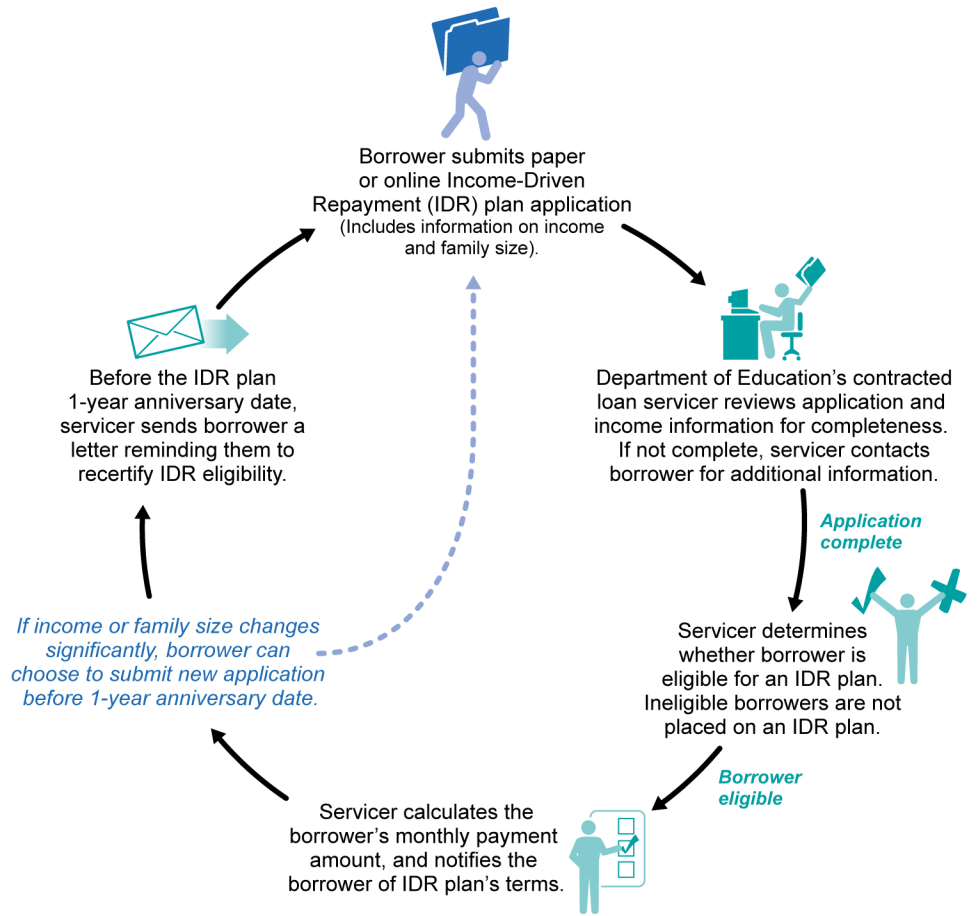 Borrower submits paper
or online Income-Driven
Repayment (IDR) plan application
(Includes information on income
and family size).
Department of Education’s contracted
loan servicer reviews application and
income information for completeness.
If not complete, servicer contacts
borrower for additional information.
Application
complete
Servicer determines
whether borrower is
eligible for an IDR plan.
Ineligible borrowers are not
placed on an IDR plan.
Borrower
eligible
Servicer calculates the
borrower’s monthly payment
amount, and notifies the
borrower of IDR plan’s terms.
If income or family size changes
significantly, borrower can
choose to submit new application
before 1-year anniversary date.
Before the IDR plan
1-year anniversary date,
servicer sends borrower a
letter reminding them to
recertify IDR eligibility.